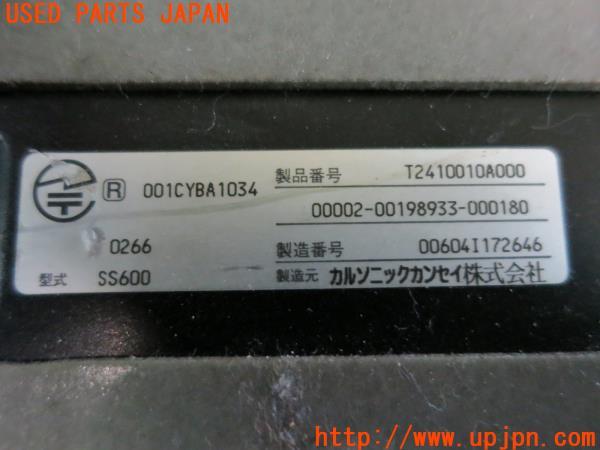 USED PARTS JAPAN
R 001CYBA1034
製品番号 T2410010A000
00002-00198933-000180
0266
製造番号 00604I172646
型式 SS600
製造元 カルソニックカンセイ株式会社
http://www.upjpn.com